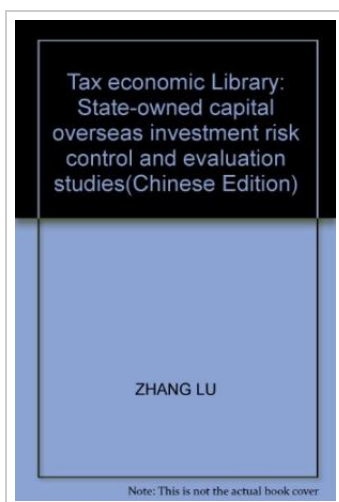 Tax economic Library:
State-owned capital
overseas investment risk
control and evaluation
studies(Chinese Edition)
ZHANG LU
Note: This is not the actual book cover